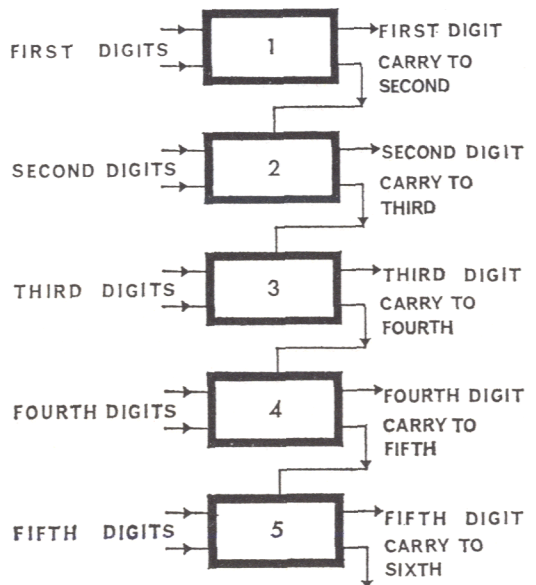 FIRST DIGITS
1
FIRST DIGIT
CARRY TO
SECOND
SECOND DIGITS
2
SECOND DIGIT
CARRY TO
THIRD
THIRD DIGITS
3
THIRD DIGIT
CARRY TO
FOURTH
FOURTH DIGITS
4
FOURTH DIGIT
CARRY TO
FIFTH
FIFTH DIGITS
5
FIFTH DIGIT
CARRY TO
SIXTH